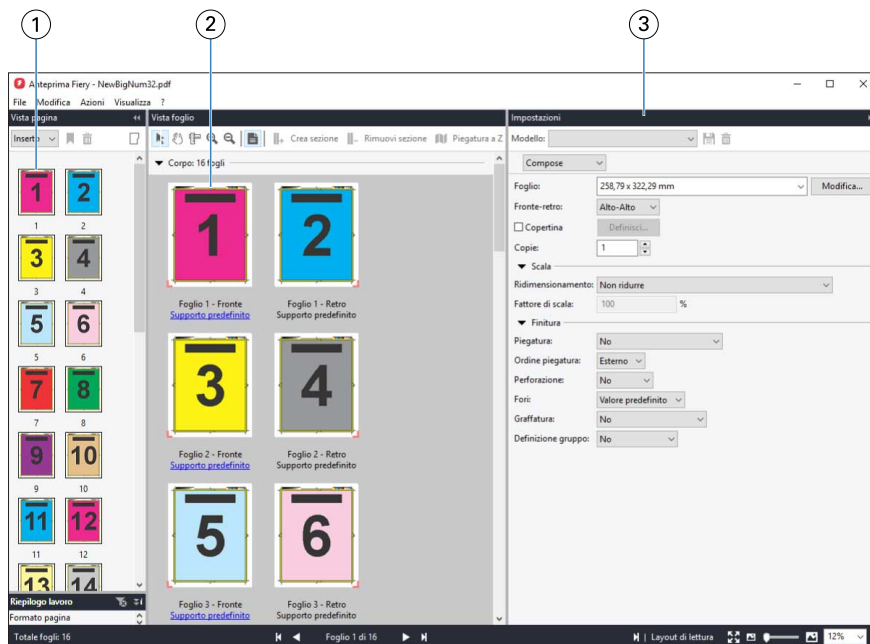 1 2 3
Anteprima Fiery - NewBigNum32.pdf
File Modifica Azioni Visualizza ?
Vista pagina
Inserto
1 2
1 2
3 4
3 4
5 6
5 6
7 8
7 8
9 10
9 10
11 12
11 12
13 14
Riepilogo lavoro
Formato pagina
Vista foglio
Crea sezione Rimuovi sezione Piegatura a Z
Corpo: 16 fogli
1 2
Foglio 1 - Fronte Foglio 1 - Retro
Supporto predefinito Supporto predefinito
3 4
Foglio 2 - Fronte Foglio 2 - Retro
Supporto predefinito Supporto predefinito
5 6
Foglio 3 - Fronte Foglio 3 - Retro
Supporto predefinito Supporto predefinito
Impostazioni
Modello:
Compose
Foglio: 258,79 x 322,29 mm Modifica...
Fronte-retro: Alto-Alto
Copertina Definisci...
Copie: 1
Scala
Ridimensionamento: Non ridurre
Fattore di scala: 100 %
Finitura
Piegatura: No
Ordine piegatura: Esterno
Perforazione: No
Fori: Valore predefinito
Graffatura: No
Definizione gruppo: No
Totale fogli: 16 Foglio 1 di 16 | Layout di lettura 12%